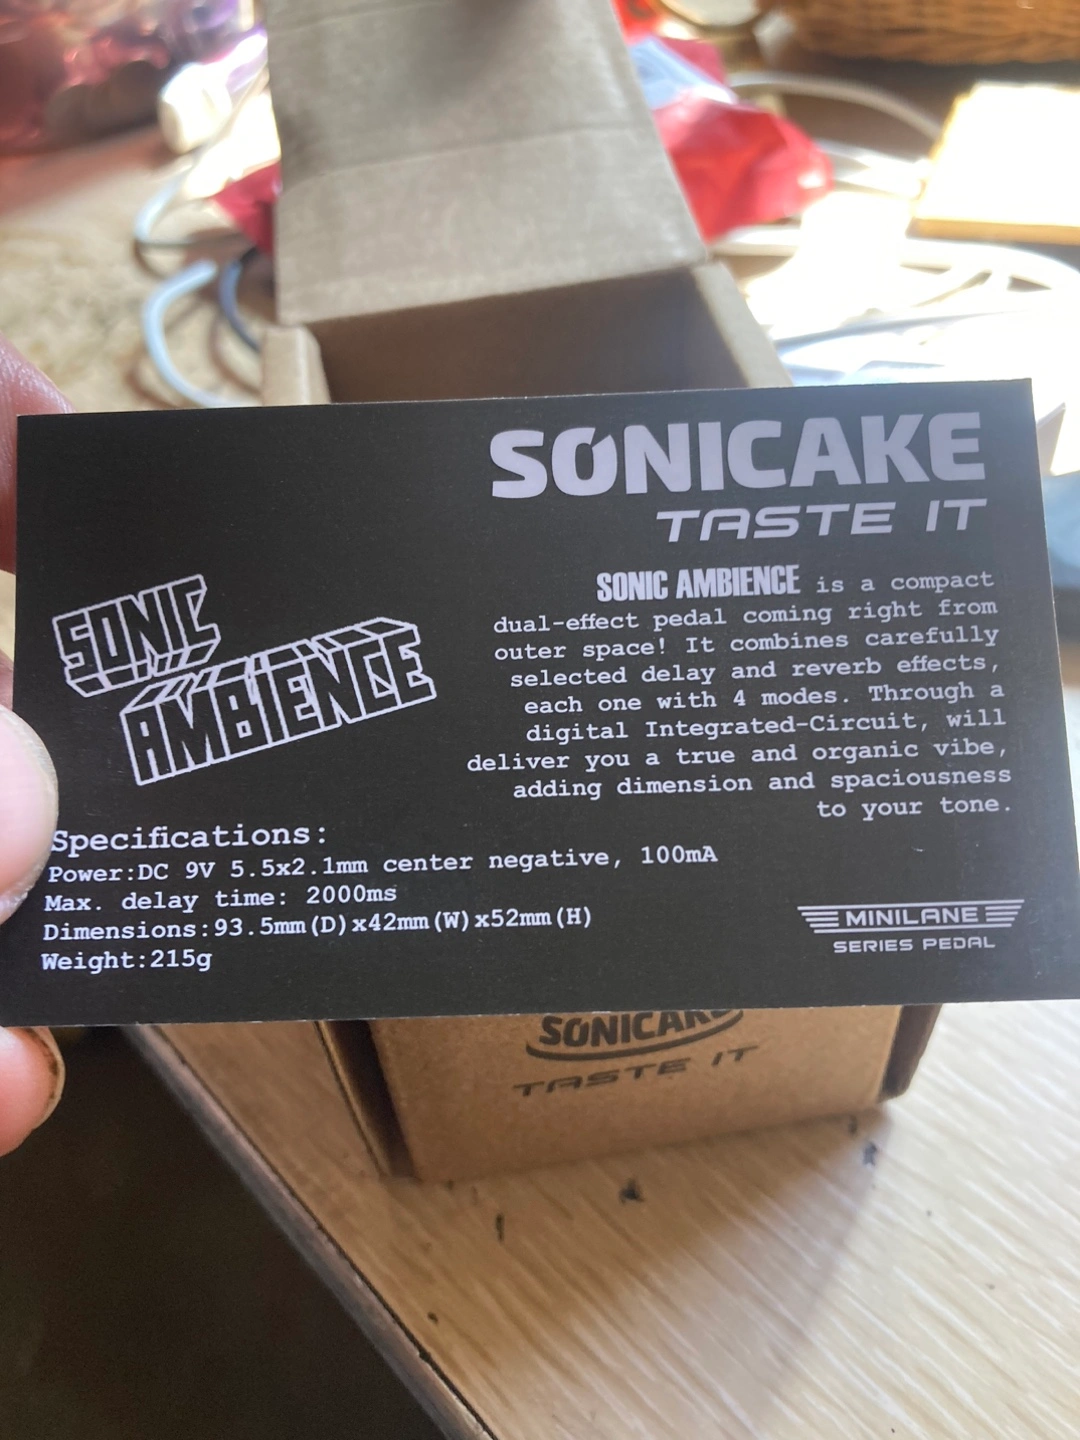 SONICAKE
TASTE IT
SONIC
AMBIENCE
SONIC AMBIENCE is a compact
dual-effect pedal coming right from
outer space! It combines carefully
selected delay and reverb effects,
each one with 4 modes. Through a
digital Integrated-Circuit, will
deliver you a true and organic vibe,
adding dimension and spaciousness
to your tone.
Specifications:
Power:DC 9V 5.5x2.1mm center negative, 100mA
Max. delay time: 2000ms
Dimensions:93.5mm(D)x42mm(W)x52mm(H)
Weight:215g
MINILANE
SERIES PEDAL
SONICAKE
TASTE IT